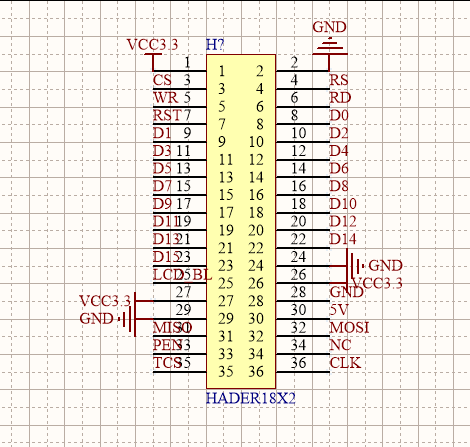 GND
VCC3.3 H?
1 1 2 2
CS 3 3 4 4 RS
WR 5 5 6 6 RD
RST 7 7 8 8 D0
D1 9 9 10 10 D2
D3 11 11 12 12 D4
D5 13 13 14 14 D6
D7 15 15 16 16 D8
D9 17 17 18 18 D10
D11 19 19 20 20 D12
D13 21 21 22 22 D14
D15 23 23 24 24 GND
LCD_BL 25 25 26 26 VCC3.3
VCC3.3 27 27 28 28 GND
GND 29 29 30 30 5V
MISO 31 31 32 32 MOSI
PEN 33 33 34 34 NC
TCS 35 35 36 36 CLK
HADER18X2